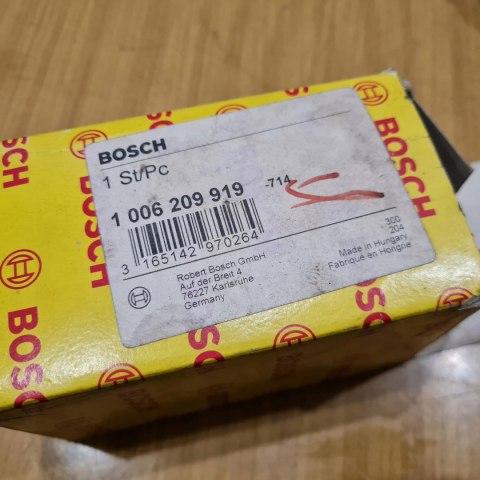 BOSCH
1 St/Pc
1 006 209 919
-714
3 165142 970264
Robert Bosch GmbH
Auf der Breit 4
76227 Karlsruhe
Germany
300
204
Made in Hungary
Fabriqué en Hongrie
BOSCH
BOSCH
BOSCH
BOSCH